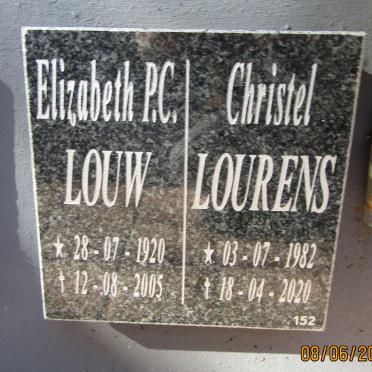 Elizabeth P.C.
LOUW
★ 28 - 07 - 1920
† 12 - 08 - 2005
Christel
LOURENS
★ 03 - 07 - 1982
† 18 - 04 - 2020
152
08/06/20